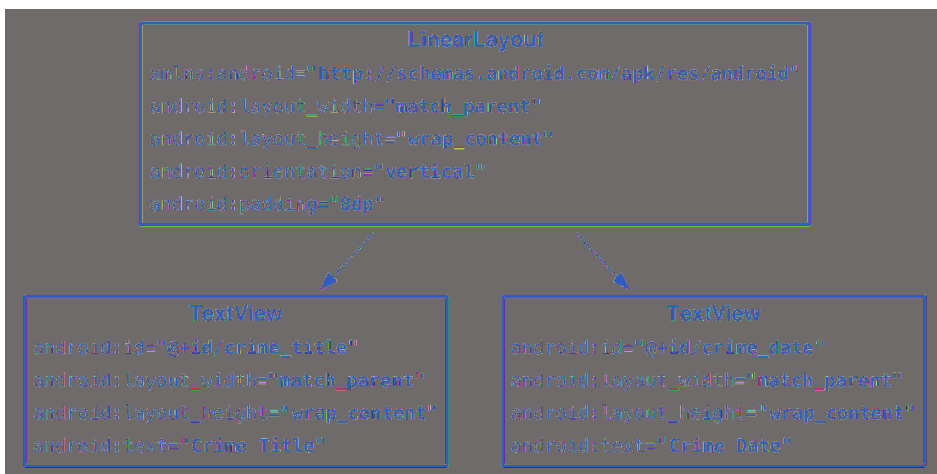 LinearLayout
xmlns:android="http://schemas.android.com/apk/res/android"
android:layout_width="match_parent"
android:layout_height="wrap_content"
android:orientation="vertical"
android:padding="8dp"
TextView
android:id="@+id/crime_title"
android:layout_width="match_parent"
android:layout_height="wrap_content"
android:text="Crime Title"
TextView
android:id="@+id/crime_date"
android:layout_width="match_parent"
android:layout_height="wrap_content"
android:text="Crime Date"